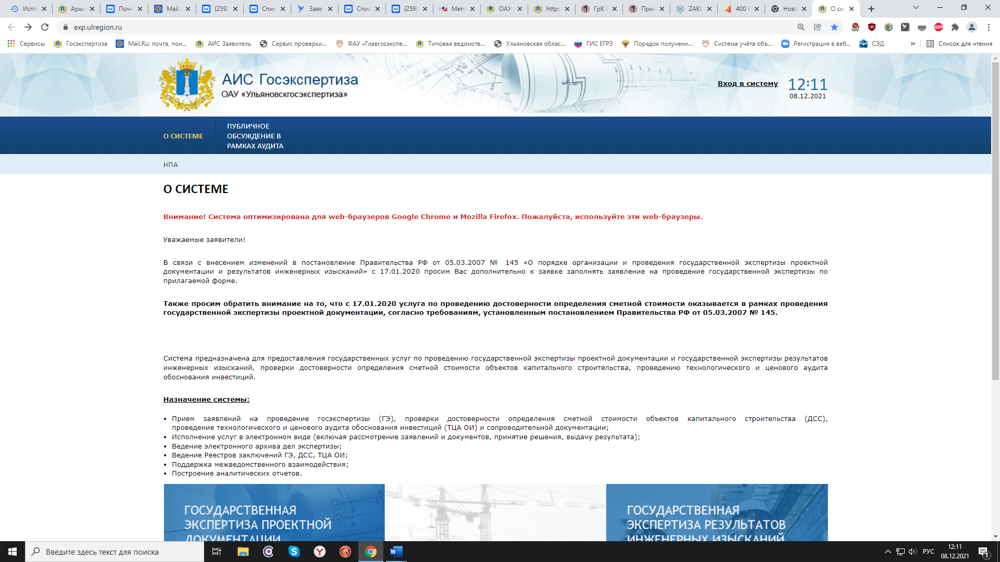 Исто
Архи
Почт
Mail.
(259)
Спис
Заяв
Спис
(259)
Мето
ОАУ
https
ГрК Р
При
ZAKU
400
Нова
О си
exp.ulregion.ru
Сервисы
Госэкспертиза
Mail.Ru: почта, пои...
АИС Заявитель
Сервис проверки...
ФАУ «Главгосэкспе...
Типовая ведомств...
Ульяновская облас...
ГИС ЕГРЗ
Порядок получени...
Система учёта объ...
Регистрация в веб...
СЭД
»
Список для чтения
АИС Госэкспертиза
ОАУ «Ульяновскгосэкспертиза»
Вход в систему
12:11
08.12.2021
О СИСТЕМЕ
ПУБЛИЧНОЕ
ОБСУЖДЕНИЕ В
РАМКАХ АУДИТА
НПА
О СИСТЕМЕ
Внимание! Система оптимизирована для web-браузеров Google Chrome и Mozilla Firefox. Пожалуйста, используйте эти web-браузеры.
Уважаемые заявители!
В связи с внесением изменений в постановление Правительства РФ от 05.03.2007 № 145 «О порядке организации и проведения государственной экспертизы проектной
документации и результатов инженерных изысканий» с 17.01.2020 просим Вас дополнительно к заявке заполнять заявление на проведение государственной экспертизы по
прилагаемой форме.
Также просим обратить внимание на то, что с 17.01.2020 услуга по проведению достоверности определения сметной стоимости оказывается в рамках проведения
государственной экспертизы проектной документации, согласно требованиям, установленным постановлением Правительства РФ от 05.03.2007 № 145.
Система предназначена для предоставления государственных услуг по проведению государственной экспертизы проектной документации и государственной экспертизы результатов
инженерных изысканий, проверки достоверности определения сметной стоимости объектов капитального строительства, проведению технологического и ценового аудита
обоснования инвестиций.
Назначение системы:
• Прием заявлений на проведение госэкспертизы (ГЭ), проверки достоверности определения сметной стоимости объектов капитального строительства (ДСС),
проведение технологического и ценового аудита обоснования инвестиций (ТЦА ОИ) и сопроводительной документации;
• Исполнение услуг в электронном виде (включая рассмотрение заявлений и документов, принятие решения, выдачу результата);
• Ведение электронного архива дел экспертизы;
• Ведение Реестров заключений ГЭ, ДСС, ТЦА ОИ;
• Поддержка межведомственного взаимодействия;
• Построение аналитических отчетов.
ГОСУДАРСТВЕННАЯ
ЭКСПЕРТИЗА ПРОЕКТНОЙ
ДОКУМЕНТАЦИИ
ГОСУДАРСТВЕННАЯ
ЭКСПЕРТИЗА РЕЗУЛЬТАТОВ
ИНЖЕНЕРНЫХ ИЗЫСКАНИЙ
Введите здесь текст для поиска
РУС
12:11
08.12.2021
1